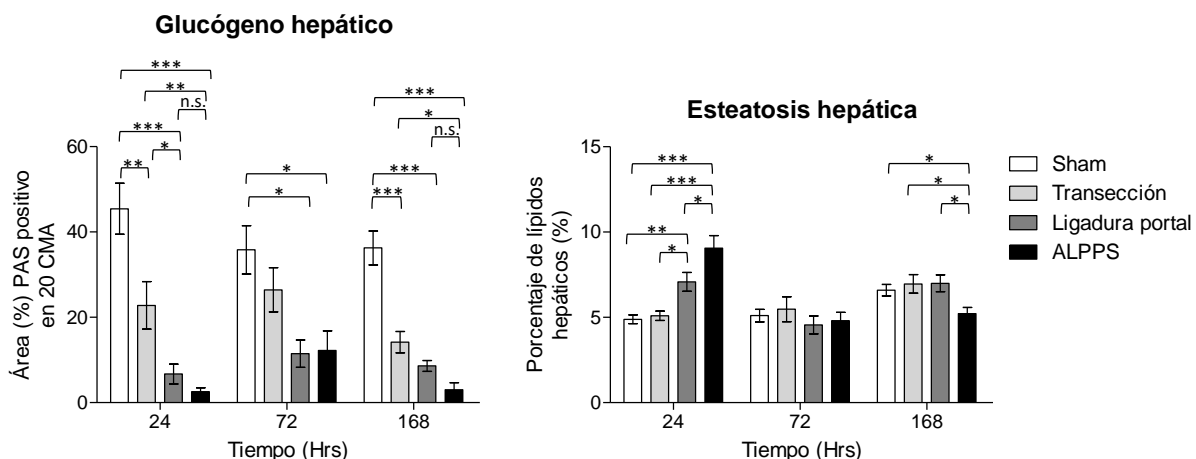 Glucógeno hepático
***
**
n.s.
***
*
**
*
*
***
*
n.s.
***
***
60
40
20
0
24
72
168
Área (%) PAS positivo
en 20 CMA
Tiempo (Hrs)
Esteatosis hepática
***
***
*
**
*
*
*
*
15
10
5
0
24
72
168
Porcentaje de lípidos
hepáticos (%)
Tiempo (Hrs)
Sham
Transección
Ligadura portal
ALPPS